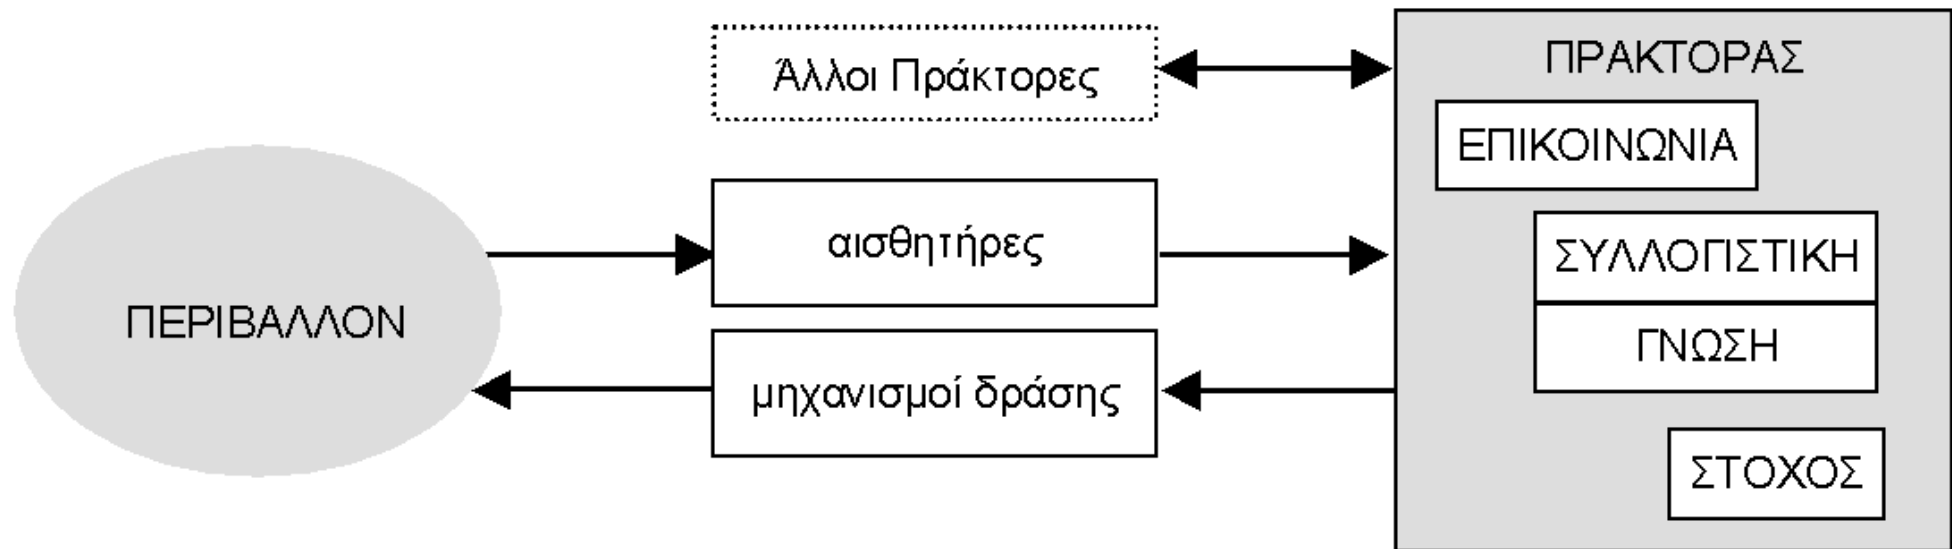 Άλλοι Πράκτορες
ΠΡΑΚΤΟΡΑΣ
ΕΠΙΚΟΙΝΩΝΙΑ
αισθητήρες
ΣΥΛΛΟΓΙΣΤΙΚΗ
ΠΕΡΙΒΑΛΛΟΝ
ΓΝΩΣΗ
μηχανισμοί δράσης
ΣΤΟΧΟΣ